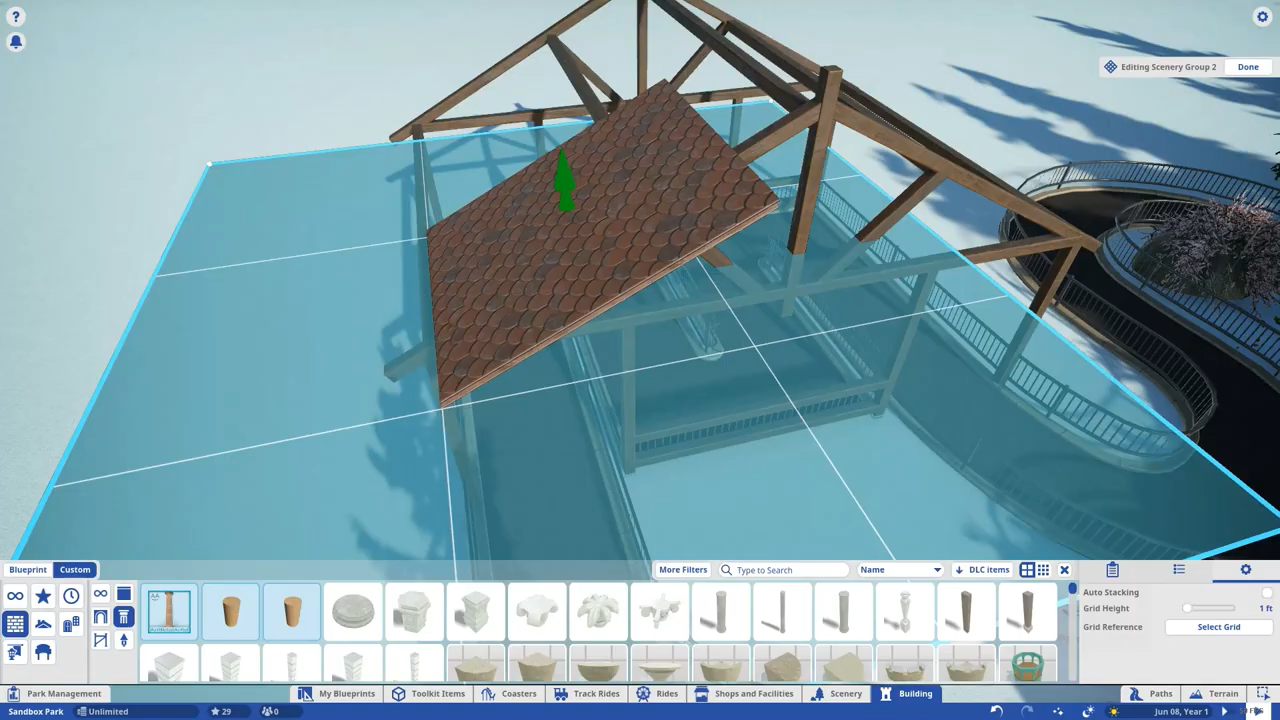 ?
Editing Scenery Group 2 Done
Blueprint Custom
More Filters Type to Search Name DLC items
Auto Stacking
Grid Height 1 ft
Grid Reference Select Grid
Park Management My Blueprints Toolkit Items Coasters Track Rides Rides Shops and Facilities Scenery Building Paths Terrain
Sandbox Park Unlimited 29 0 Jun 08, Year 1